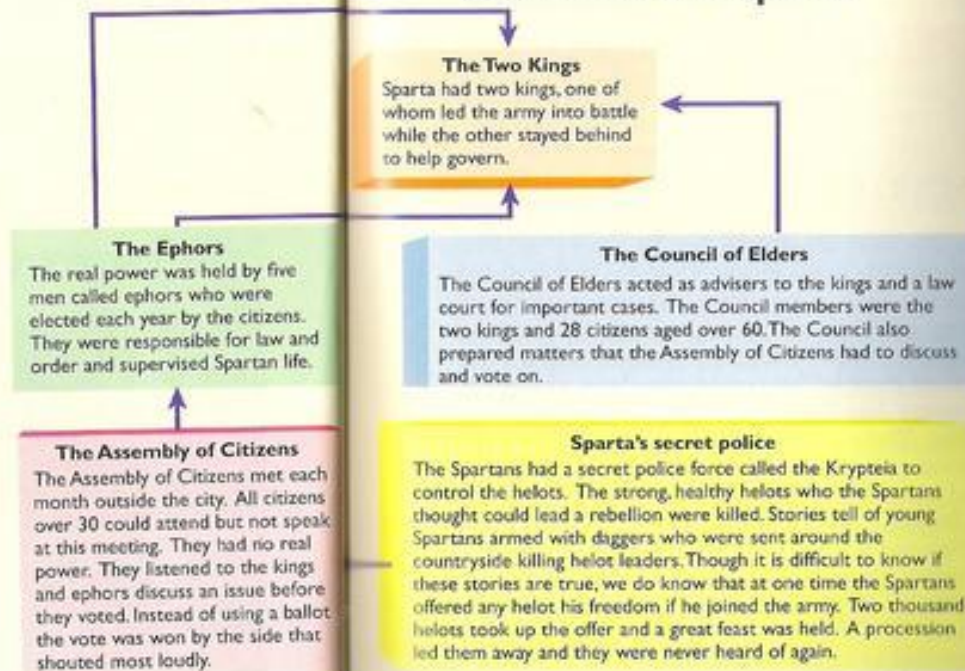 The Two Kings
Sparta had two kings, one of
whom led the army into battle
while the other stayed behind
to help govern.
The Ephors
The real power was held by five
men called ephors who were
elected each year by the citizens.
They were responsible for law and
order and supervised Spartan life.
The Council of Elders
The Council of Elders acted as advisers to the kings and a law
court for important cases. The Council members were the
two kings and 28 citizens aged over 60. The Council also
prepared matters that the Assembly of Citizens had to discuss
and vote on.
The Assembly of Citizens
The Assembly of Citizens met each
month outside the city. All citizens
over 30 could attend but not speak
at this meeting. They had no real
power. They listened to the kings
and ephors discuss an issue before
they voted. Instead of using a ballot
the vote was won by the side that
shouted most loudly.
Sparta's secret police
The Spartans had a secret police force called the Krypteia to
control the helots. The strong, healthy helots who the Spartans
thought could lead a rebellion were killed. Stories tell of young
Spartans armed with daggers who were sent around the
countryside killing helot leaders. Though it is difficult to know if
these stories are true, we do know that at one time the Spartans
offered any helot his freedom if he joined the army. Two thousand
helots took up the offer and a great feast was held. A procession
led them away and they were never heard of again.